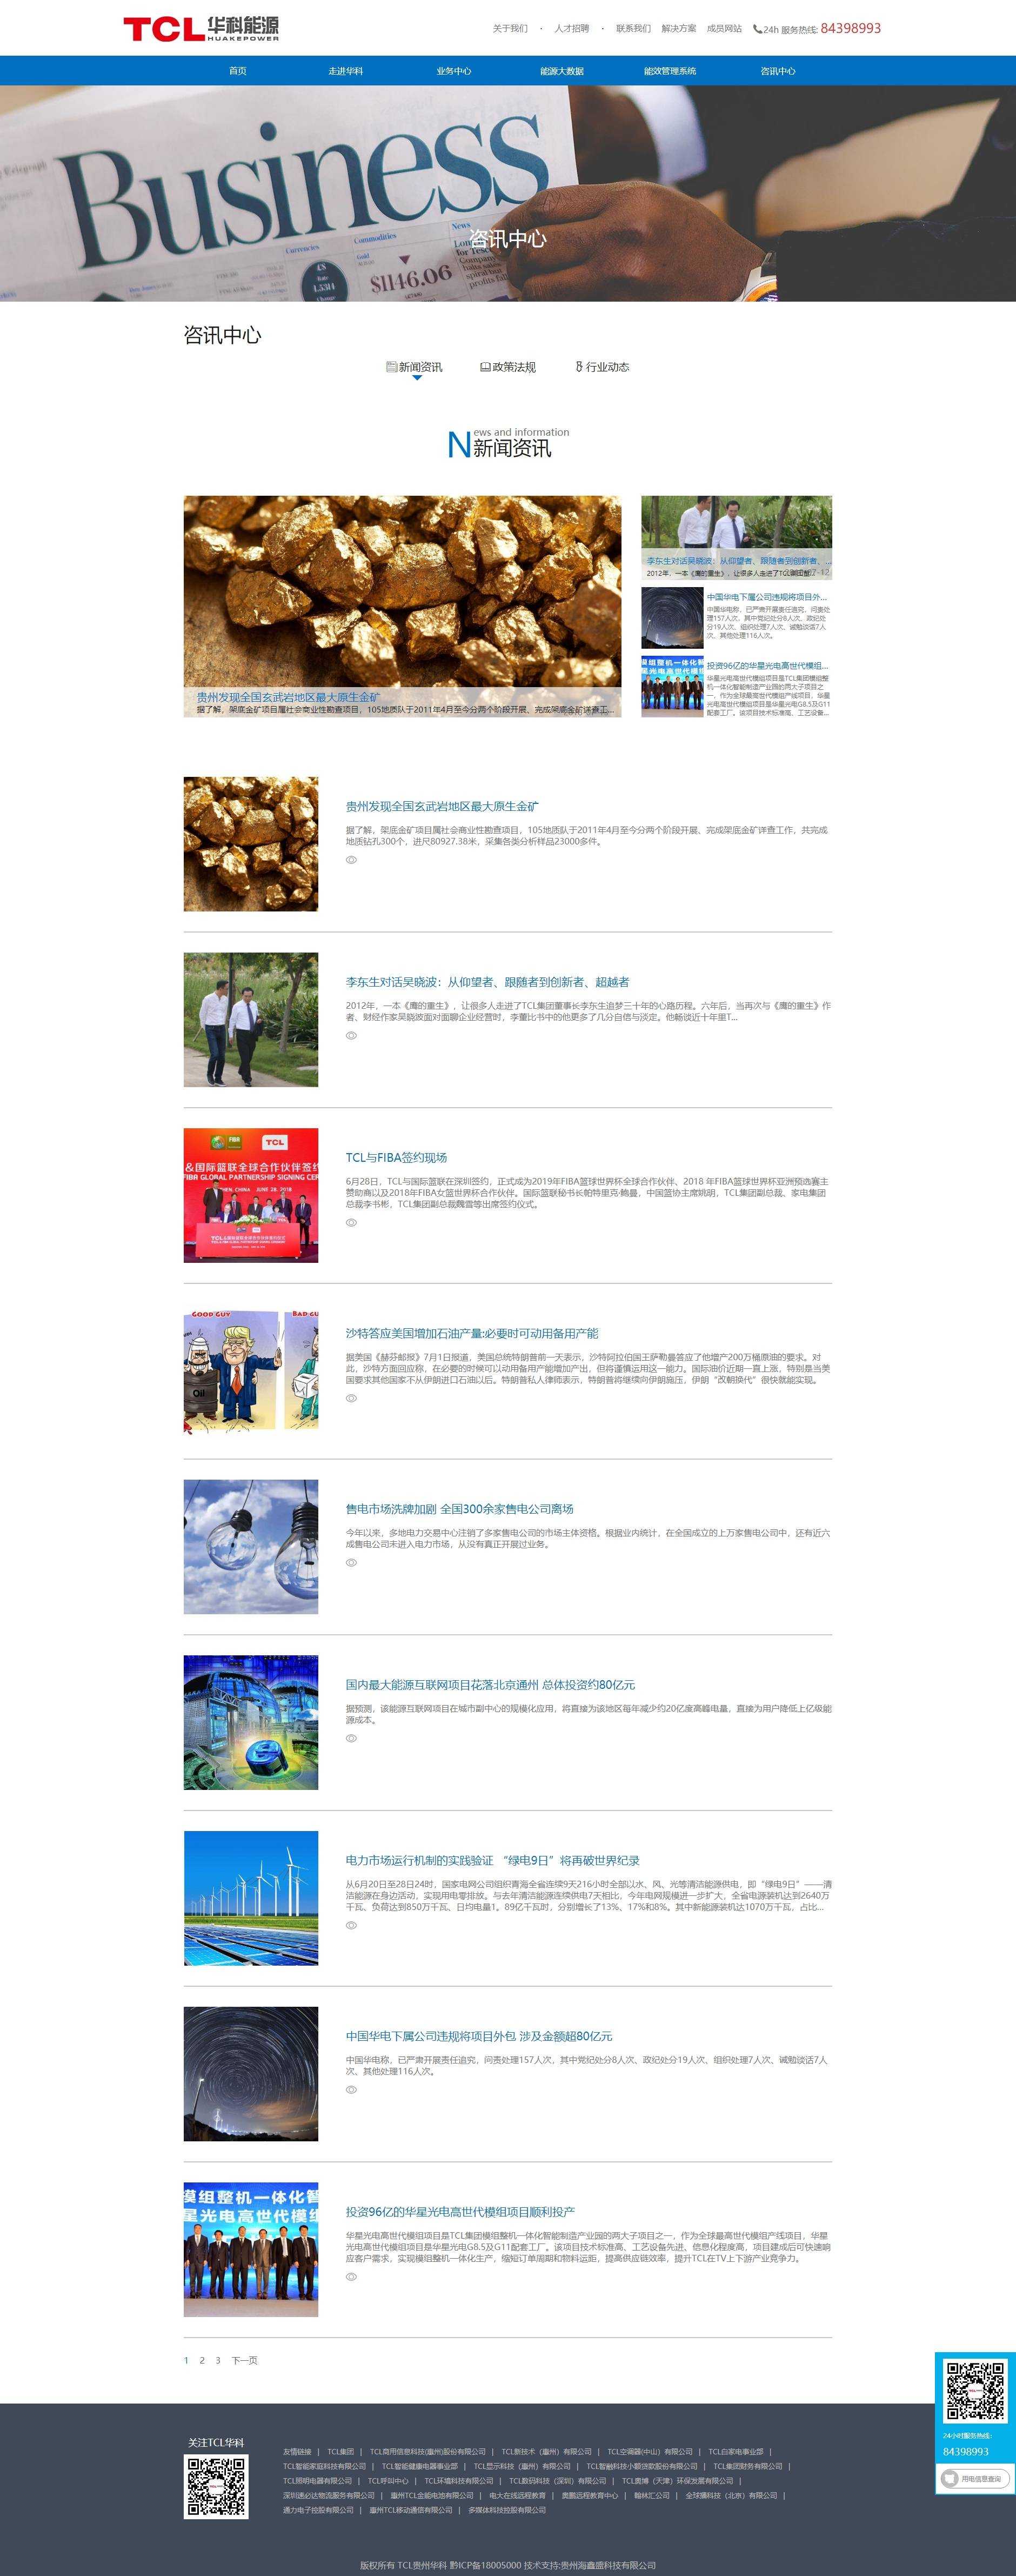 TCL华科能源
HUAKEPOWER
关于我们 · 人才招聘 · 联系我们 解决方案 成员网站 24h 服务热线: 84398993
首页 走进华科 业务中心 能源大数据 能效管理系统 咨讯中心
Business
Commodities
$1146.06
咨讯中心
咨讯中心
新闻资讯 政策法规 行业动态
News and information
新闻资讯
贵州发现全国玄武岩地区最大原生金矿
据了解，架底金矿项目属社会商业性勘查项目，105地质队于2011年4月至今分两个阶段开展、完成架底金矿详查工...
李东生对话吴晓波：从仰望者、跟随者到创新者、...
2012年，一本《鹰的重生》，让很多人走进了TCL集团董...
中国华电下属公司违规将项目外...
中国华电称，已严肃开展责任追究，问责处
理157人次，其中党纪处分8人次、政纪处
分19人次、组织处理7人次、诫勉谈话7人
次、其他处理116人次。
投资96亿的华星光电高世代模组...
华星光电高世代模组项目是TCL集团模组整
机一体化智能制造产业园的两大子项目之
一，作为全球最高世代模组产线项目，华星
光电高世代模组项目是华星光电G8.5及G11
配套工厂。该项目技术标准高、工艺设备...
贵州发现全国玄武岩地区最大原生金矿
据了解，架底金矿项目属社会商业性勘查项目，105地质队于2011年4月至今分两个阶段开展，完成架底金矿详查工作，共完成
地质钻孔300个，进尺80927.38米，采集各类分析样品23000多件。
李东生对话吴晓波：从仰望者、跟随者到创新者、超越者
2012年，一本《鹰的重生》，让很多人走进了TCL集团董事长李东生追梦三十年的心路历程。六年后，当再次与《鹰的重生》作
者、财经作家吴晓波面对面聊企业经营时，李董比书中的他更多了几分自信与淡定。他畅谈近十年里T...
FIBA TCL
&国际篮联全球合作伙伴签约
FIBA GLOBAL PARTNERSHIP SIGNING CER
TCL与FIBA签约现场
6月28日，TCL与国际篮联在深圳签约，正式成为2019年FIBA篮球世界杯全球合作伙伴、2018 年FIBA篮球世界杯亚洲预选赛主
赞助商以及2018年FIBA女篮世界杯合作伙伴。国际篮联秘书长帕特里克·鲍曼，中国篮协主席姚明，TCL集团副总裁、家电集团
总裁李书彬，TCL集团副总裁魏雪等出席签约仪式。
GOOD GUY BAD GU
Oil
沙特答应美国增加石油产量:必要时可动用备用产能
据美国《赫芬邮报》7月1日报道，美国总统特朗普前一天表示，沙特阿拉伯国王萨勒曼答应了他增产200万桶原油的要求。对
此，沙特方面回应称，在必要的时候可以动用备用产能增加产出，但将谨慎运用这一能力。国际油价近期一直上涨，特别是当美
国要求其他国家不从伊朗进口石油以后。特朗普私人律师表示，特朗普将继续向伊朗施压，伊朗“改朝换代”很快就能实现。
售电市场洗牌加剧 全国300余家售电公司离场
今年以来，多地电力交易中心注销了多家售电公司的市场主体资格。根据业内统计，在全国成立的上万家售电公司中，还有近六
成售电公司未进入电力市场，从没有真正开展过业务。
国内最大能源互联网项目花落北京通州 总体投资约80亿元
据预测，该能源互联网项目在城市副中心的规模化应用，将直接为该地区每年减少约20亿度高峰电量，直接为用户降低上亿级能
源成本。
电力市场运行机制的实践验证 “绿电9日”将再破世界纪录
从6月20日至28日24时，国家电网公司组织青海全省连续9天216小时全部以水、风、光等清洁能源供电，即“绿电9日”——清
洁能源在身边活动，实现用电零排放。与去年清洁能源连续供电7天相比，今年电网规模进一步扩大，全省电源装机达到2640万
千瓦、负荷达到850万千瓦、日均电量1。89亿千瓦时，分别增长了13%、17%和8%。其中新能源装机达1070万千瓦，占比...
中国华电下属公司违规将项目外包 涉及金额超80亿元
中国华电称，已严肃开展责任追究，问责处理157人次，其中党纪处分8人次、政纪处分19人次、组织处理7人次、诫勉谈话7人
次、其他处理116人次。
模组整机一体化智
星光电高世代模组
投资96亿的华星光电高世代模组项目顺利投产
华星光电高世代模组项目是TCL集团模组整机一体化智能制造产业园的两大子项目之一，作为全球最高世代模组产线项目，华星
光电高世代模组项目是华星光电G8.5及G11配套工厂。该项目技术标准高、工艺设备先进、信息化程度高，项目建成后可快速响
应客户需求，实现模组整机一体化生产，缩短订单周期和物料运距，提高供应链效率，提升TCL在TV上下游产业竞争力。
1 2 3 下一页
24小时服务热线：
84398993
用电信息查询
关注TCL华科
友情链接 | TCL集团 | TCL商用信息科技(惠州)股份有限公司 | TCL新技术（惠州）有限公司 | TCL空调器(中山）有限公司 | TCL白家电事业部 |
TCL智能家庭科技有限公司 | TCL智能健康电器事业部 | TCL显示科技（惠州）有限公司 | TCL智融科技小额贷款股份有限公司 | TCL集团财务有限公司 |
TCL照明电器有限公司 | TCL呼叫中心 | TCL环境科技有限公司 | TCL数码科技（深圳）有限公司 | TCL奥博（天津）环保发展有限公司 |
深圳速必达物流服务有限公司 | 惠州TCL金能电池有限公司 | 电大在线远程教育 | 奥鹏远程教育中心 | 翰林汇公司 | 全球播科技（北京）有限公司 |
通力电子控股有限公司 | 惠州TCL移动通信有限公司 | 多媒体科技控股有限公司
版权所有 TCL贵州华科 黔ICP备18005000 技术支持:贵州海鑫盛科技有限公司